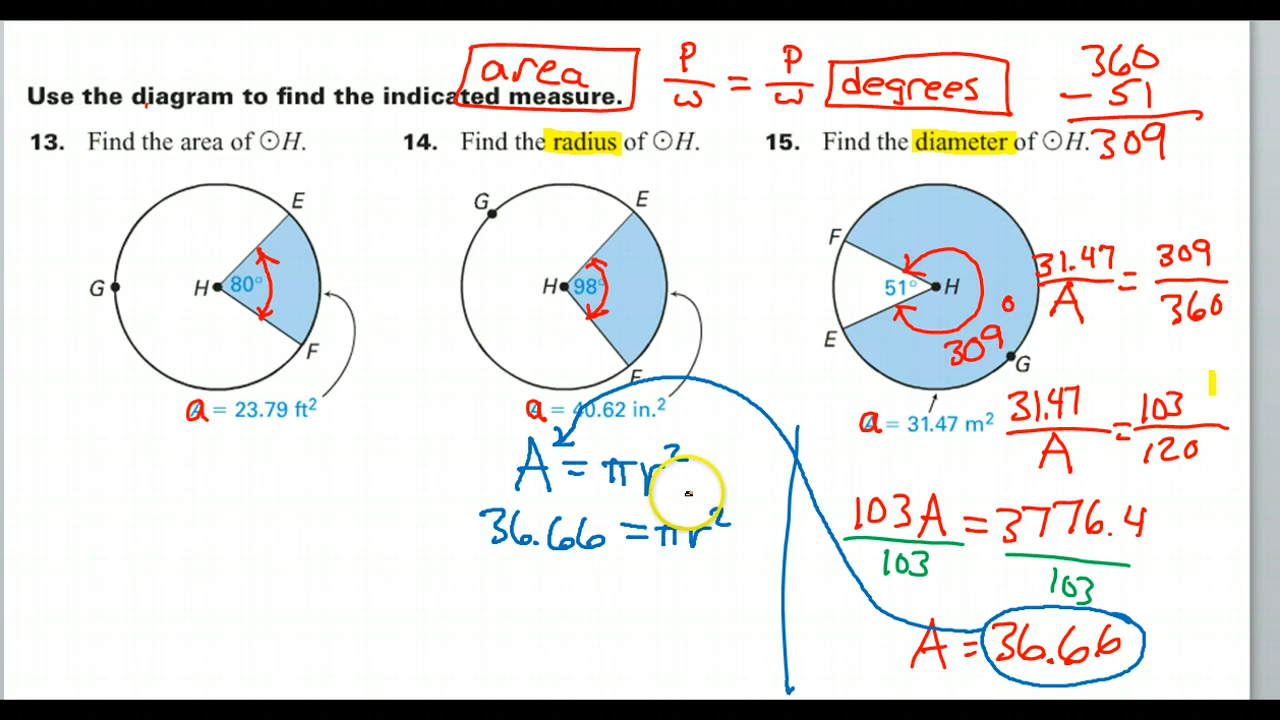 area
P/w = P/w
degrees
360
- 51
309
Use the diagram to find the indicated measure.
13. Find the area of ⊙H.
14. Find the radius of ⊙H.
15. Find the diameter of ⊙H.
E
G
H
80°
F
a = 23.79 ft²
G
E
H
98°
F
a = 40.62 in.²
F
51°
H
E
309°
G
a = 31.47 m²
31.47/A = 309/360
31.47/A = 103/120
103A/103 = 3776.4/103
A = 36.66
A = πr²
36.66 = πr²